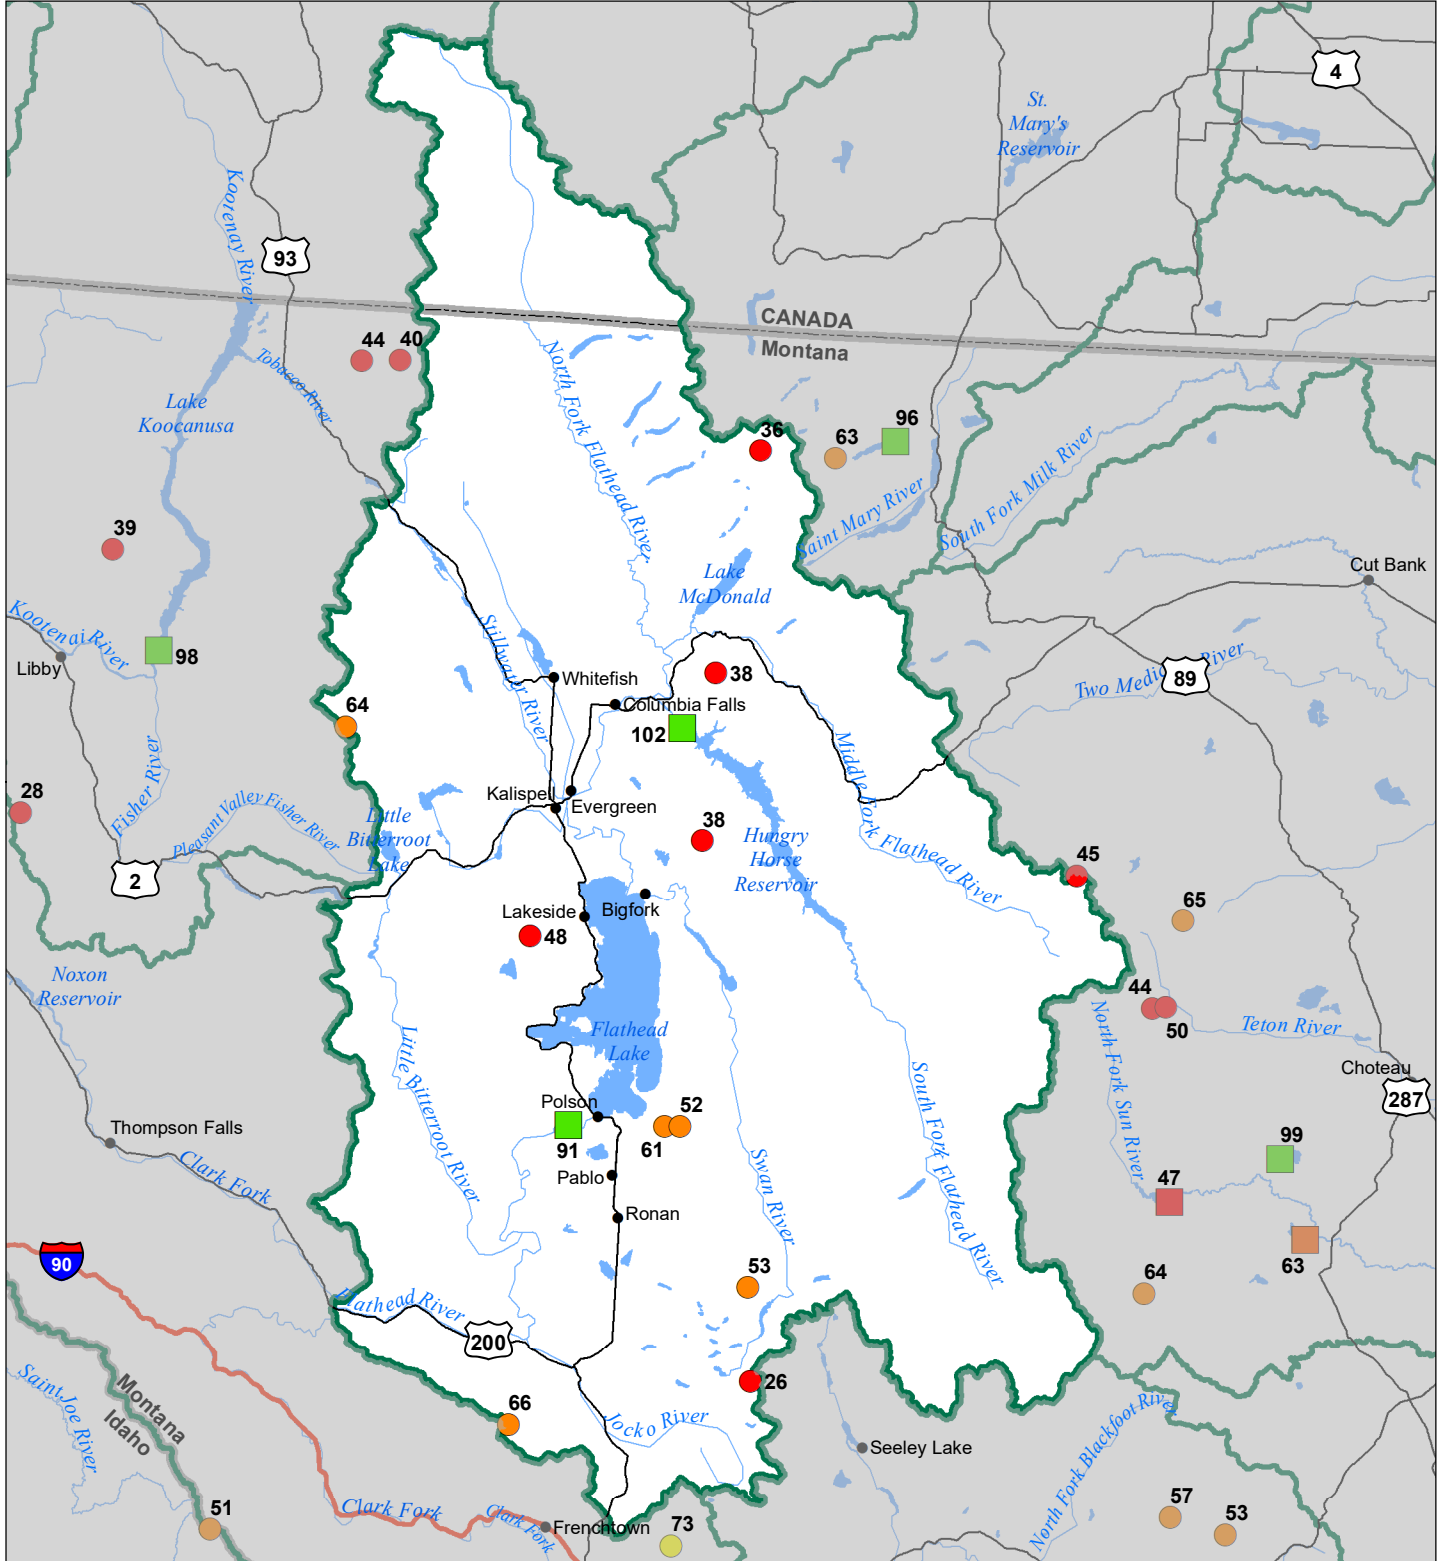 4
St.
Mary's
Reservoir
Kootenay River
93
CANADA
Montana
44
40
Tobacco River
North Fork Flathead River
Lake
Koocanusa
36
63
96
Saint Mary River
South Fork Milk River
39
Cut Bank
Lake
McDonald
Kootenai River
Libby
98
Stillwater River
Whitefish
38
Two Medicine River
89
64
Columbia Falls
102
Middle Fork Flathead River
Fisher River
28
Pleasant Valley Fisher River
Little
Bitterroot
Lake
Kalispell
Evergreen
38
Hungry
Horse
Reservoir
2
45
Lakeside
Bigfork
48
65
Noxon
Reservoir
44
50
North Fork Sun River
Teton River
Flathead
Lake
Little Bitterroot River
South Fork Flathead River
Choteau
287
Thompson Falls
Polson
91
61
52
Clark Fork
Pablo
Swan River
99
47
Ronan
63
90
53
64
Flathead River
200
26
Montana
Idaho
Saint Joe River
66
Jocko River
North Fork Blackfoot River
Seeley Lake
51
Clark Fork
Clark Fork
Frenchtown
73
57
53